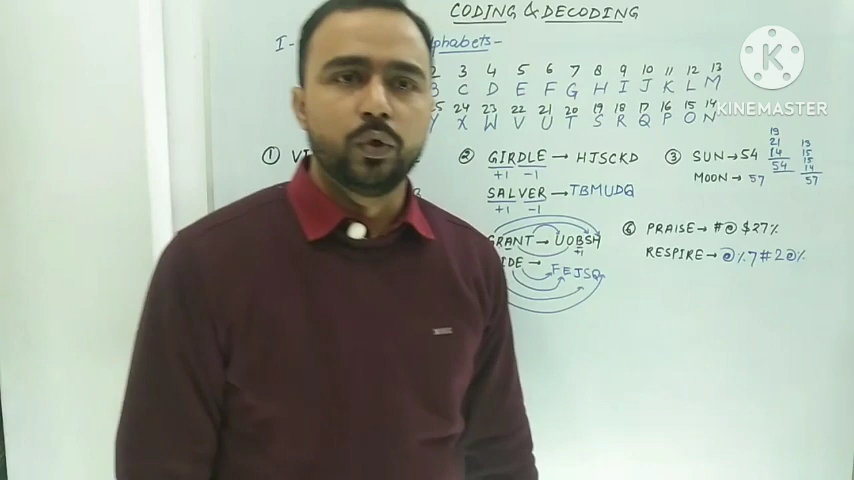 CODING & DECODING
I- phabets-
2 3 4 5 6 7 8 9 10 11 12 13
B C D E F G H I J K L M
25 24 23 22 21 20 19 18 17 16 15 14
Y X W V U T S R Q P O N
① VI
② GIRDLE → HJSCKD
+1 -1
SALVER → TBMUDQ
+1 -1
③ SUN → 54
19
21
14
54
MOON → 57
13
15
15
14
57
GRANT → UOBSH
+1
IDE → FEJSQ
⑥ PRAISE → #@$27%
RESPIRE → @%7#2@%
K
KINEMASTER